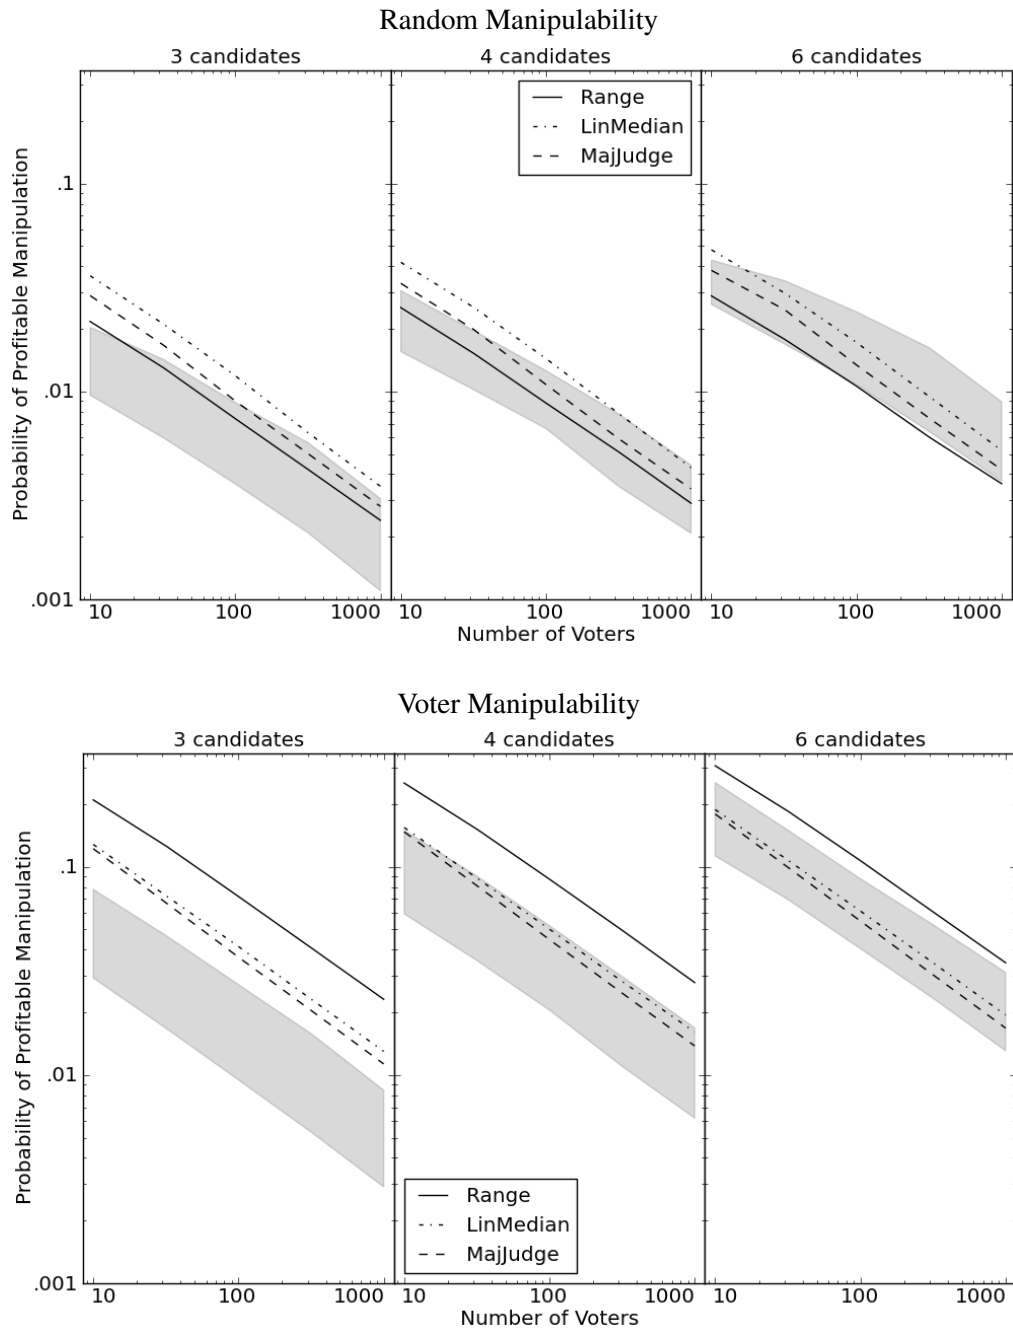 Random Manipulability
3 candidates
4 candidates
6 candidates
Range
LinMedian
MajJudge
Probability of Profitable Manipulation
.1
.01
.001
10 100 1000
10 100 1000
10 100 1000
Number of Voters
Voter Manipulability
3 candidates
4 candidates
6 candidates
Probability of Profitable Manipulation
.1
.01
.001
Range
LinMedian
MajJudge
10 100 1000
10 100 1000
10 100 1000
Number of Voters